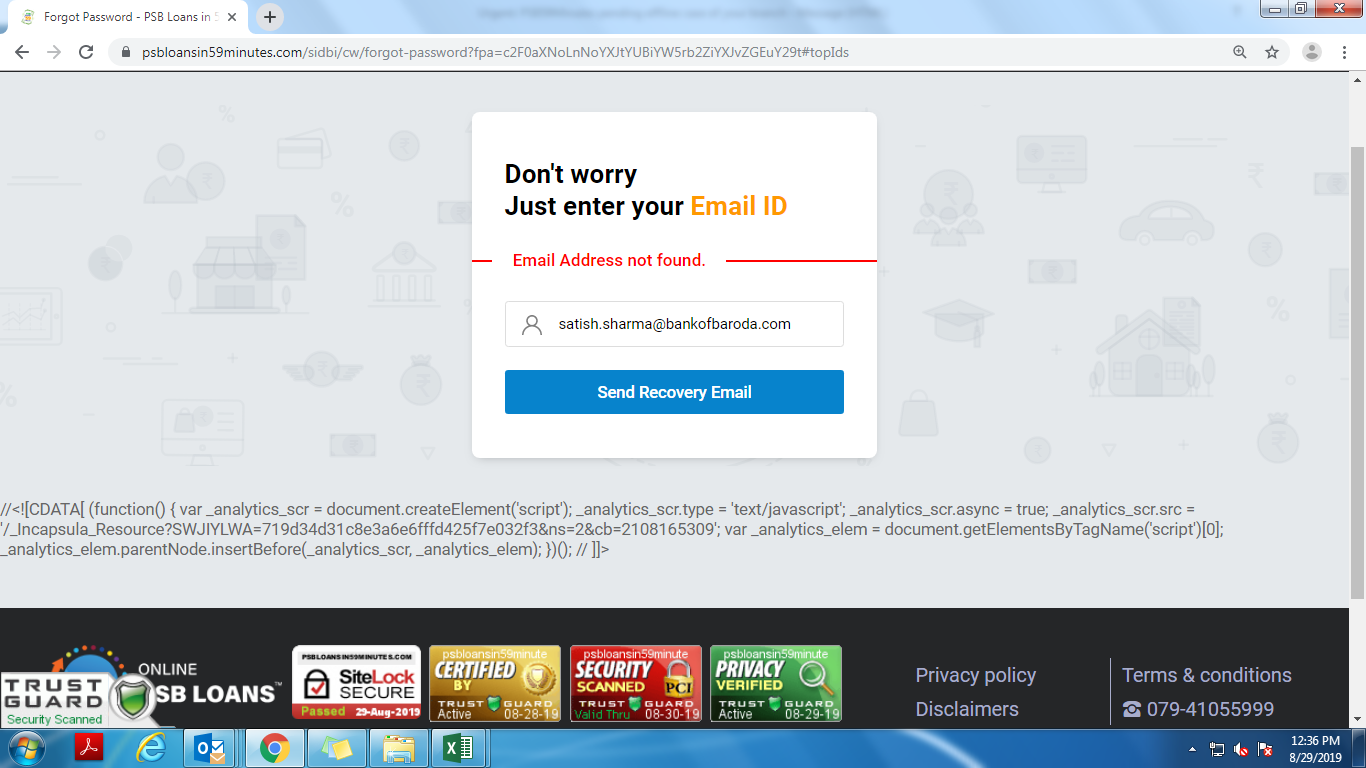 Forgot Password - PSB Loans in 5
psbloansin59minutes.com/sidbi/cw/forgot-password?fpa=c2F0aXNoLnNoYXJtYUBiYW5rb2ZiYXJvZGEuY29t#topIds
Don't worry
Just enter your Email ID
Email Address not found.
satish.sharma@bankofbaroda.com
Send Recovery Email
//<![CDATA[ (function() { var _analytics_scr = document.createElement('script'); _analytics_scr.type = 'text/javascript'; _analytics_scr.async = true; _analytics_scr.src =
'/_Incapsula_Resource?SWJIYLWA=719d34d31c8e3a6e6fffd425f7e032f3&ns=2&cb=2108165309'; var _analytics_elem = document.getElementsByTagName('script')[0];
_analytics_elem.parentNode.insertBefore(_analytics_scr, _analytics_elem); })(); // ]]>
ONLINE
SB LOANS™
TRUST
GUARD
Security Scanned
PSBLOANSIN59MINUTES.COM
SiteLock
SECURE
Passed 29-Aug-2019
psbloansin59minute
CERTIFIED
BY
TRUST GUARD
Active 08-28-19
psbloansin59minute
SECURITY
SCANNED PCI
TRUST GUARD
Valid Thru 08-30-19
psbloansin59minute
PRIVACY
VERIFIED
TRUST GUARD
Active 08-29-19
Privacy policy
Disclaimers
Terms & conditions
☎ 079-41055999
12:36 PM
8/29/2019